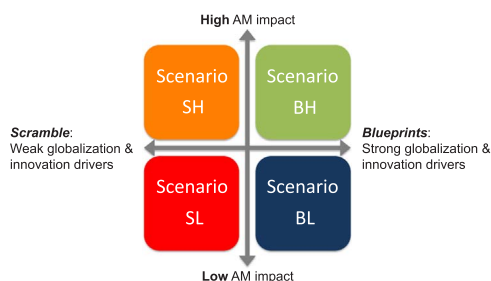 High AM impact
Scenario
SH
Scenario
BH
Scramble:
Weak globalization &
innovation drivers
Blueprints:
Strong globalization &
innovation drivers
Scenario
SL
Scenario
BL
Low AM impact